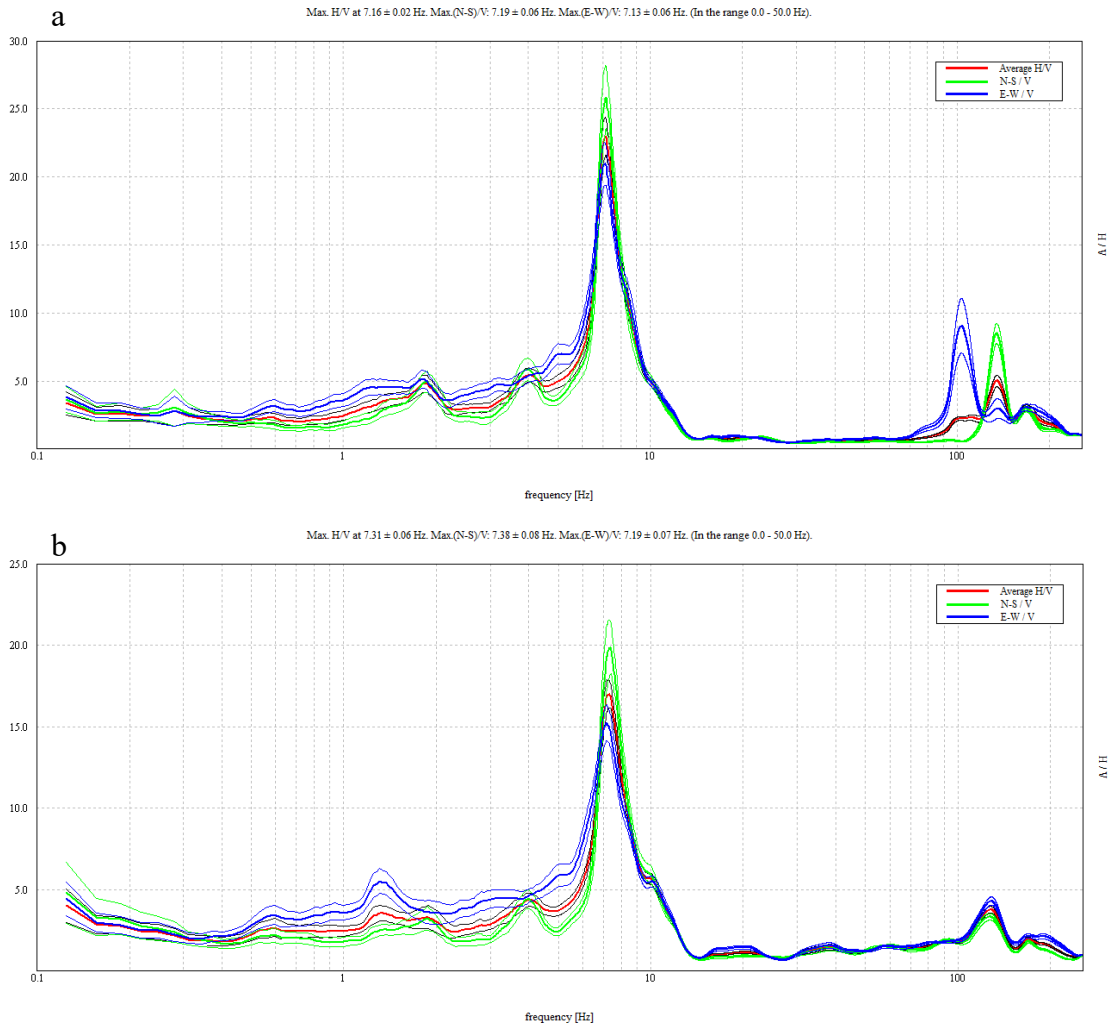 a
Max. H/V at 7.16 ± 0.02 Hz. Max.(N-S)/V: 7.19 ± 0.06 Hz. Max.(E-W)/V: 7.13 ± 0.06 Hz. (In the range 0.0 - 50.0 Hz).
30.0
Average H/V
N-S / V
E-W / V
25.0
20.0
15.0
H / V
10.0
5.0
0.1
1
10
100
frequency [Hz]
b
Max. H/V at 7.31 ± 0.06 Hz. Max.(N-S)/V: 7.38 ± 0.08 Hz. Max.(E-W)/V: 7.19 ± 0.07 Hz. (In the range 0.0 - 50.0 Hz).
25.0
Average H/V
N-S / V
E-W / V
20.0
15.0
H / V
10.0
5.0
0.1
1
10
100
frequency [Hz]